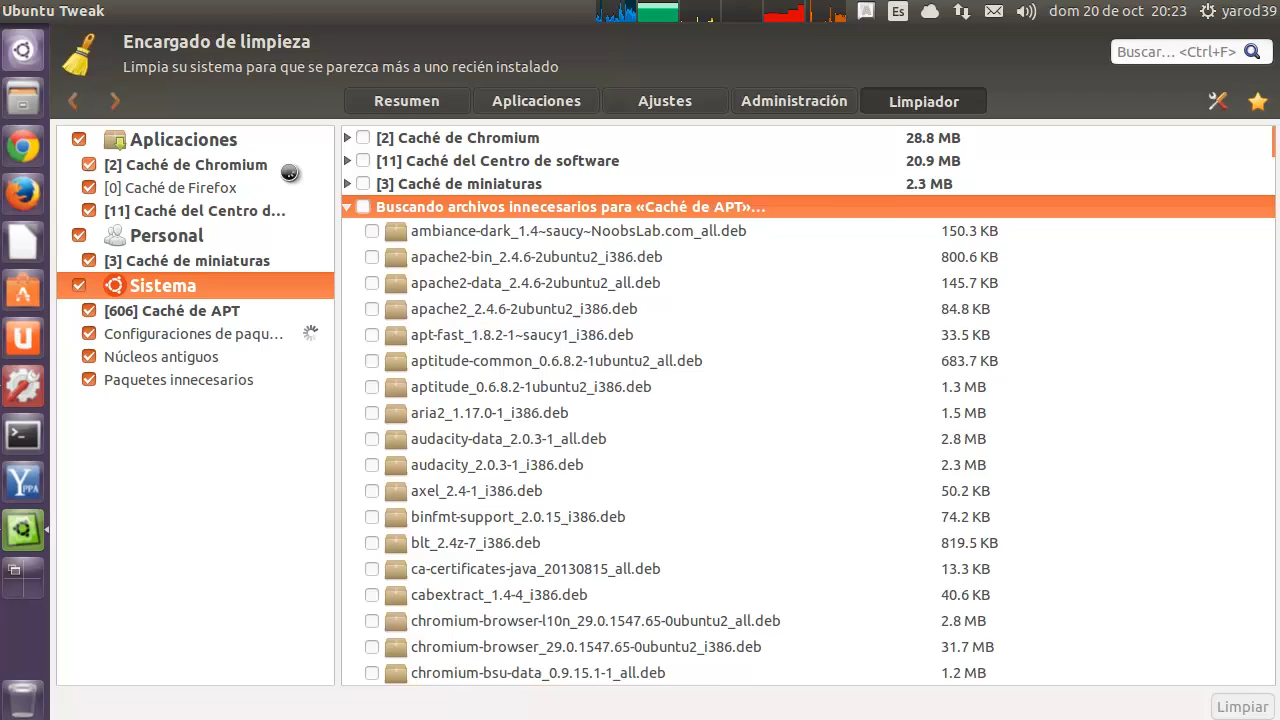 Ubuntu Tweak
A
Es
dom 20 de oct 20:23
yarod39
Encargado de limpieza
Limpia su sistema para que se parezca más a uno recién instalado
Buscar... <Ctrl+F>
Resumen
Aplicaciones
Ajustes
Administración
Limpiador
Aplicaciones
[2] Caché de Chromium
[0] Caché de Firefox
[11] Caché del Centro d...
Personal
[3] Caché de miniaturas
Sistema
[606] Caché de APT
Configuraciones de paqu...
Núcleos antiguos
Paquetes innecesarios
[2] Caché de Chromium 28.8 MB
[11] Caché del Centro de software 20.9 MB
[3] Caché de miniaturas 2.3 MB
Buscando archivos innecesarios para «Caché de APT»...
ambiance-dark_1.4~saucy~NoobsLab.com_all.deb 150.3 KB
apache2-bin_2.4.6-2ubuntu2_i386.deb 800.6 KB
apache2-data_2.4.6-2ubuntu2_all.deb 145.7 KB
apache2_2.4.6-2ubuntu2_i386.deb 84.8 KB
apt-fast_1.8.2-1~saucy1_i386.deb 33.5 KB
aptitude-common_0.6.8.2-1ubuntu2_all.deb 683.7 KB
aptitude_0.6.8.2-1ubuntu2_i386.deb 1.3 MB
aria2_1.17.0-1_i386.deb 1.5 MB
audacity-data_2.0.3-1_all.deb 2.8 MB
audacity_2.0.3-1_i386.deb 2.3 MB
axel_2.4-1_i386.deb 50.2 KB
binfmt-support_2.0.15_i386.deb 74.2 KB
blt_2.4z-7_i386.deb 819.5 KB
ca-certificates-java_20130815_all.deb 13.3 KB
cabextract_1.4-4_i386.deb 40.6 KB
chromium-browser-l10n_29.0.1547.65-0ubuntu2_all.deb 2.8 MB
chromium-browser_29.0.1547.65-0ubuntu2_i386.deb 31.7 MB
chromium-bsu-data_0.9.15.1-1_all.deb 1.2 MB
Limpiar